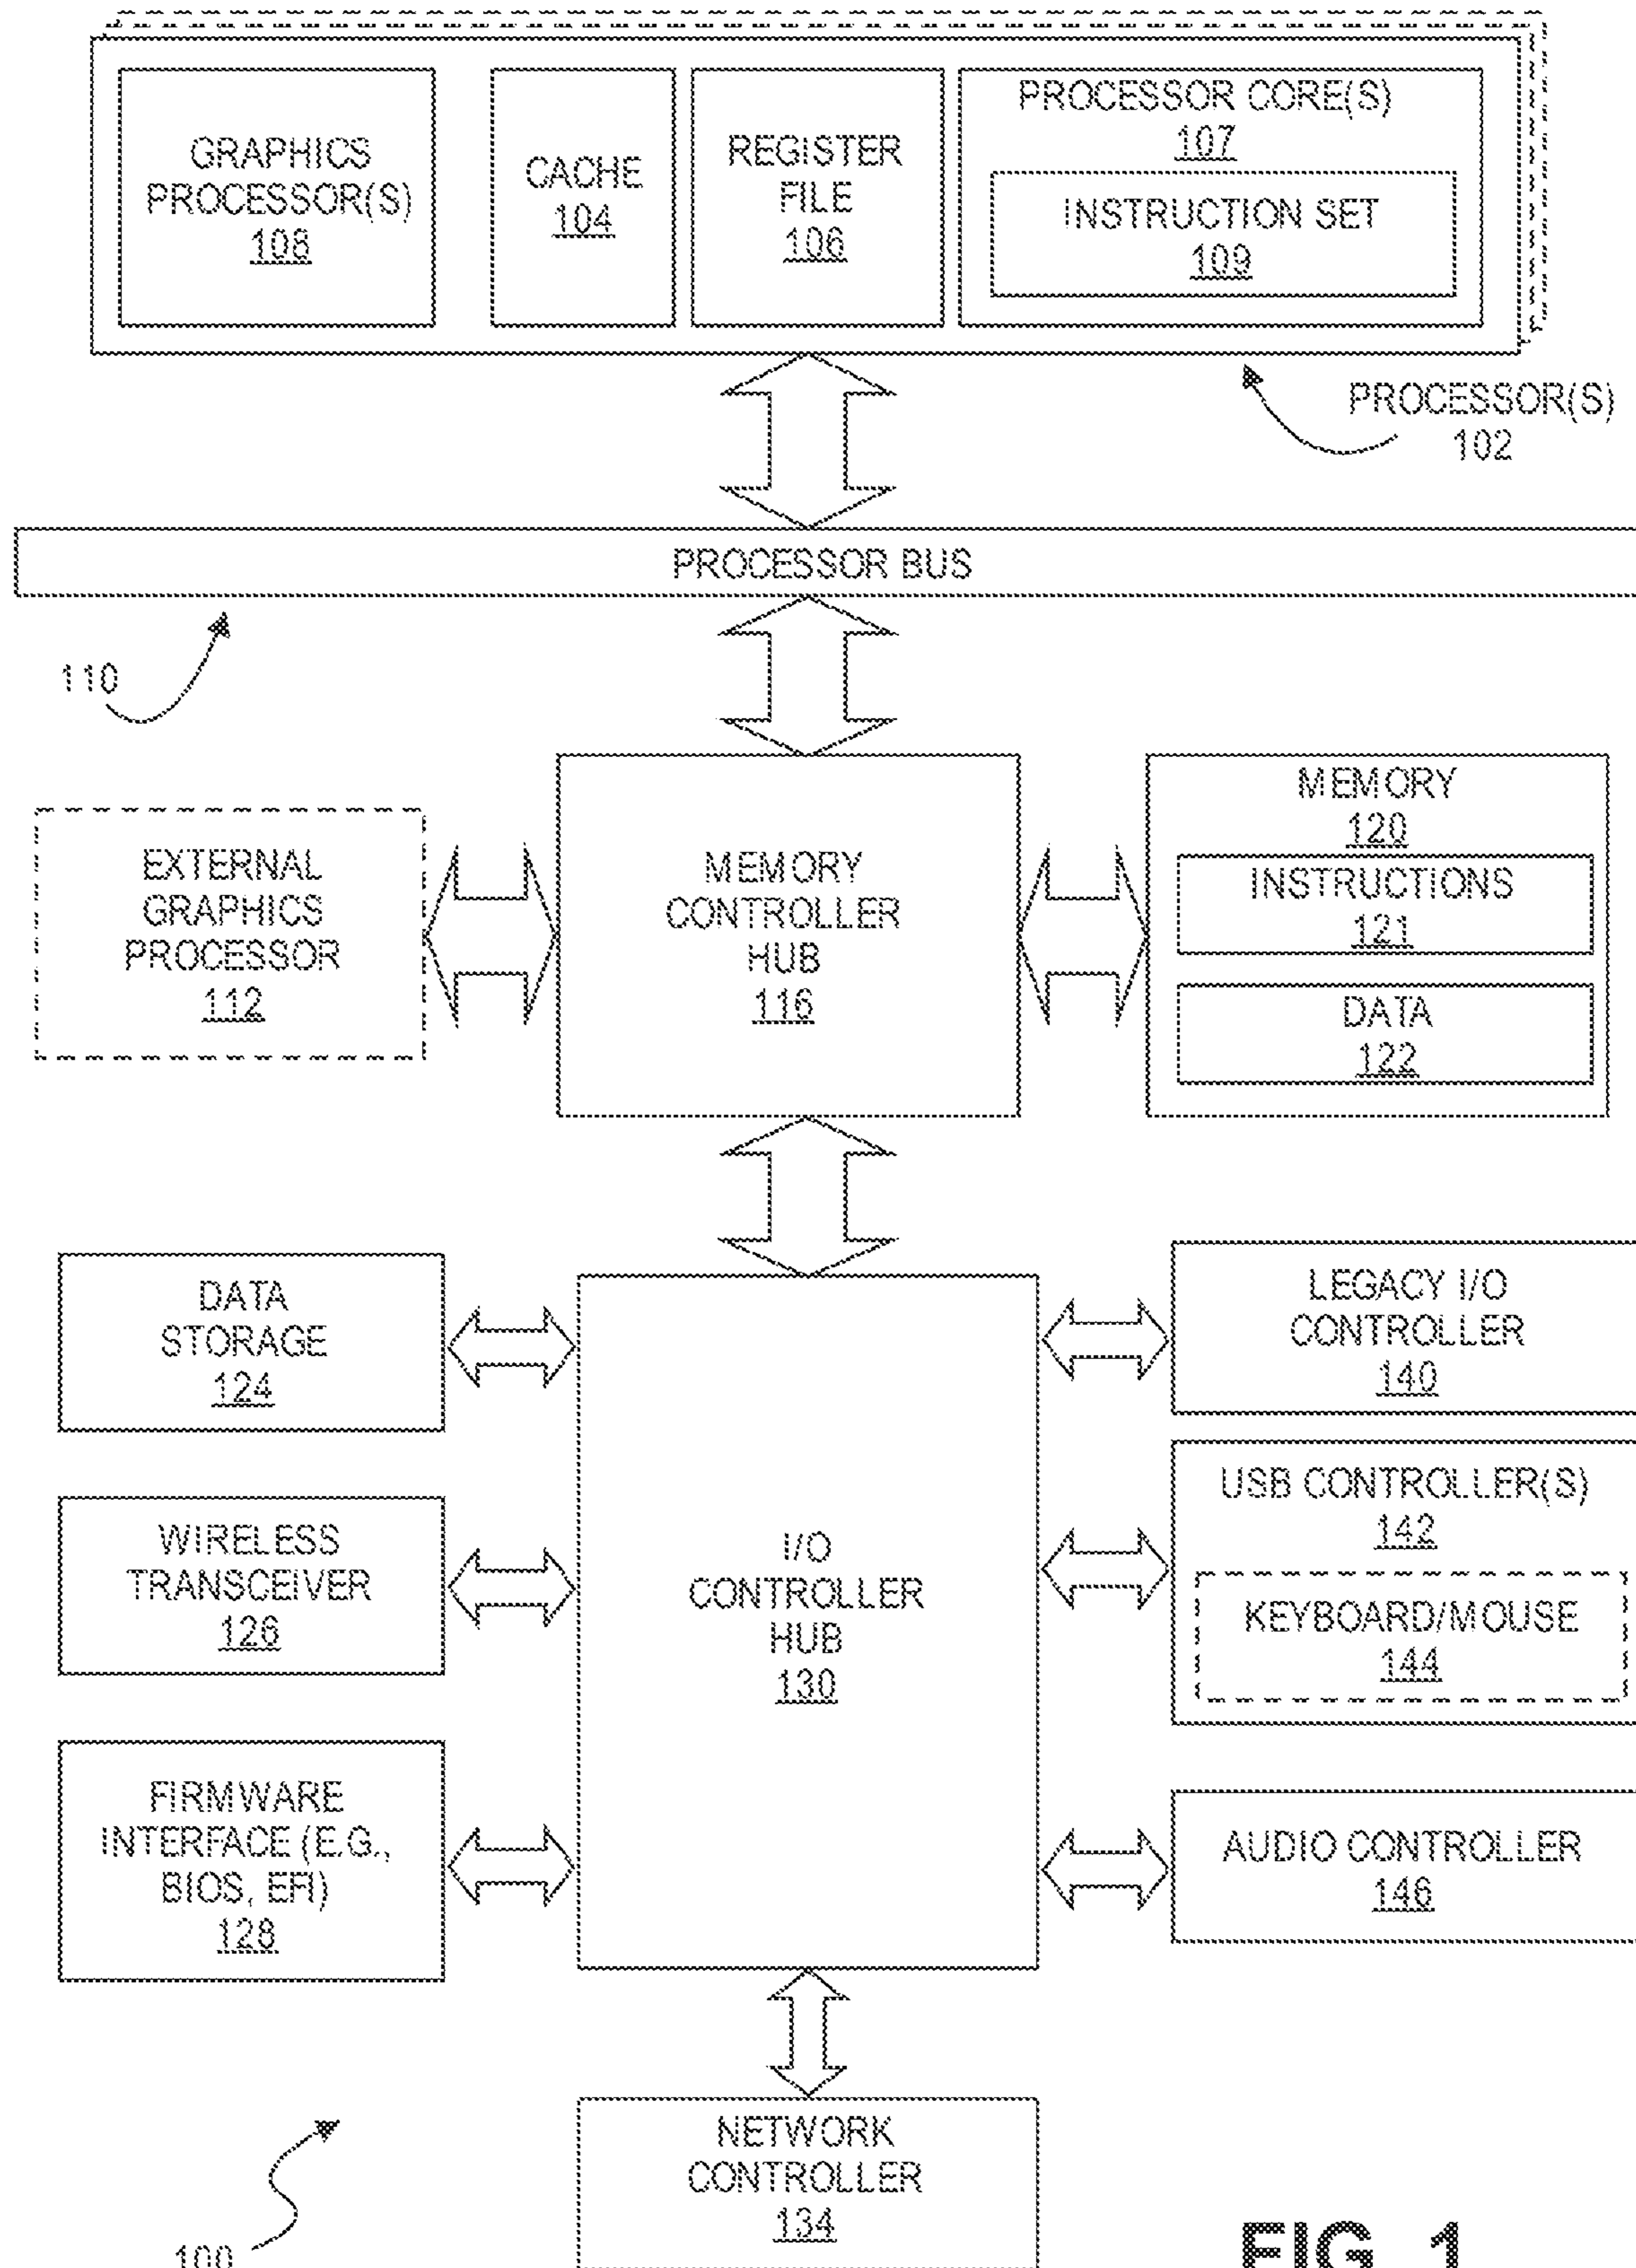 GRAPHICS
PROCESSOR(S)
108
CACHE
104
REGISTER
FILE
106
PROCESSOR CORE(S)
107
INSTRUCTION SET
109
PROCESSOR(S)
102
PROCESSOR BUS
110
EXTERNAL
GRAPHICS
PROCESSOR
112
MEMORY
CONTROLLER
HUB
116
MEMORY
120
INSTRUCTIONS
121
DATA
122
DATA
STORAGE
124
WIRELESS
TRANSCEIVER
126
FIRMWARE
INTERFACE (E.G.,
BIOS, EFI)
128
I/O
CONTROLLER
HUB
130
LEGACY I/O
CONTROLLER
140
USB CONTROLLER(S)
142
KEYBOARD/MOUSE
144
AUDIO CONTROLLER
146
NETWORK
CONTROLLER
134
100
FIG. 1